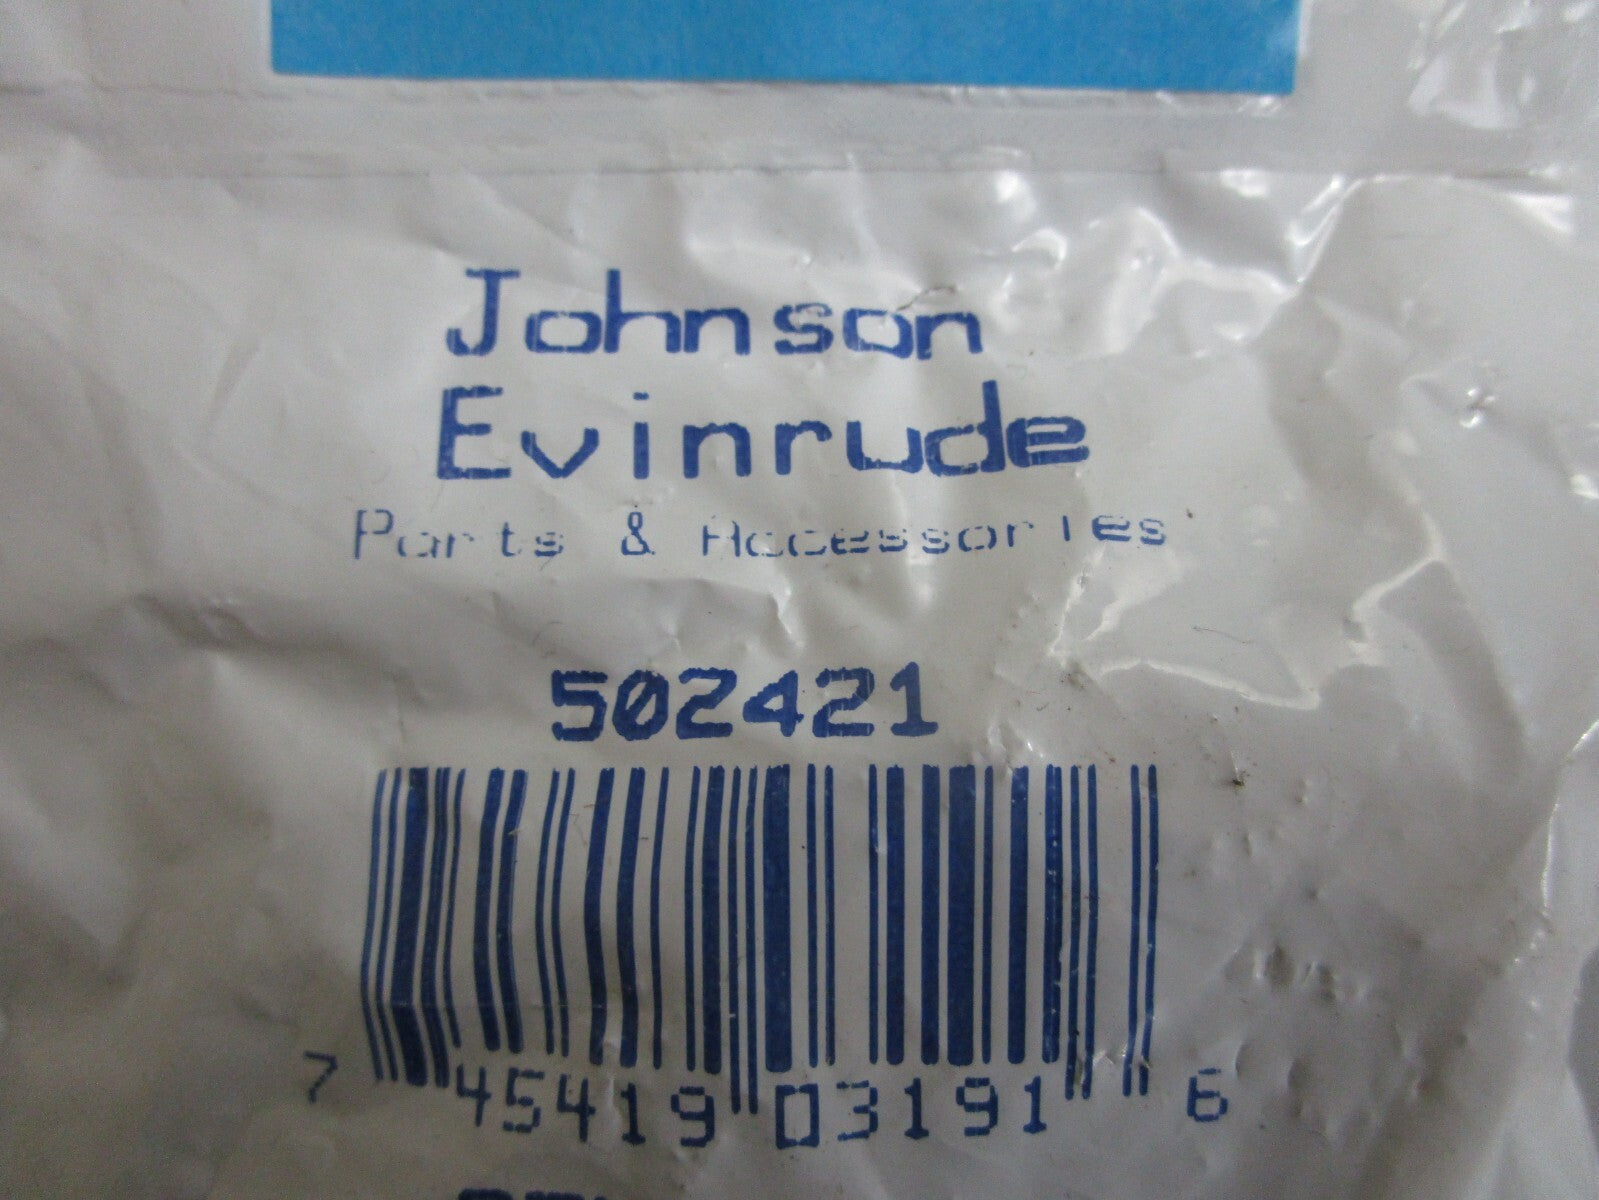 Johnson
Evinrude
Parts & Accessories
502421
7 45419 03191 6